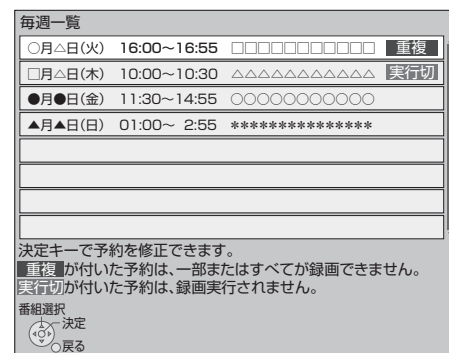 毎週一覧
○月△日(火) 16:00～16:55 □□□□□□□□□□□ 重複
□月△日(木) 10:00～10:30 △△△△△△△△△△△ 実行切
●月●日(金) 11:30～14:55 ○○○○○○○○○○○
▲月▲日(日) 01:00～ 2:55 ***************
決定キーで予約を修正できます。
重複 が付いた予約は、一部またはすべてが録画できません。
実行切が付いた予約は、録画実行されません。
番組選択
決定
戻る